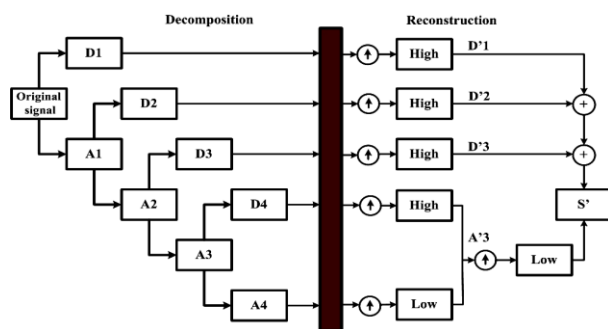 Decomposition
Reconstruction
D1
High
D'1
Original
signal
D2
High
D'2
+
A1
D3
High
D'3
+
A2
D4
High
S'
A'3
A3
Low
A4
Low